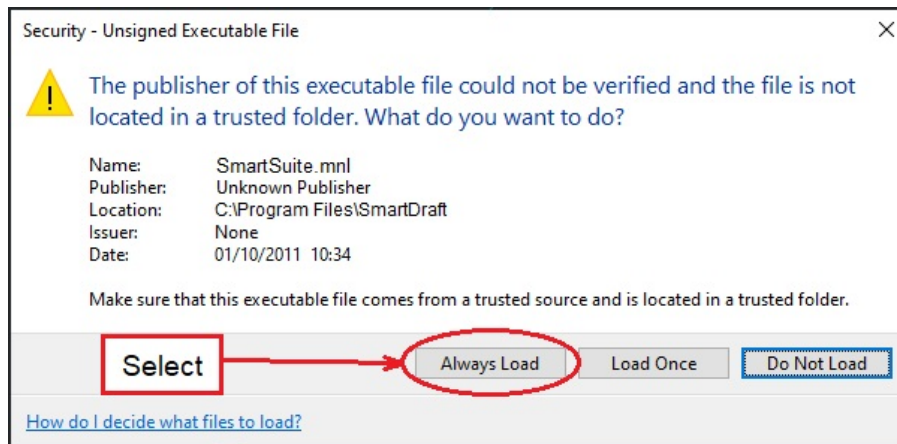 Security - Unsigned Executable File
The publisher of this executable file could not be verified and the file is not
located in a trusted folder. What do you want to do?
Name: SmartSuite.mnl
Publisher: Unknown Publisher
Location: C:\Program Files\SmartDraft
Issuer: None
Date: 01/10/2011 10:34
Make sure that this executable file comes from a trusted source and is located in a trusted folder.
Select Always Load Load Once Do Not Load
How do I decide what files to load?